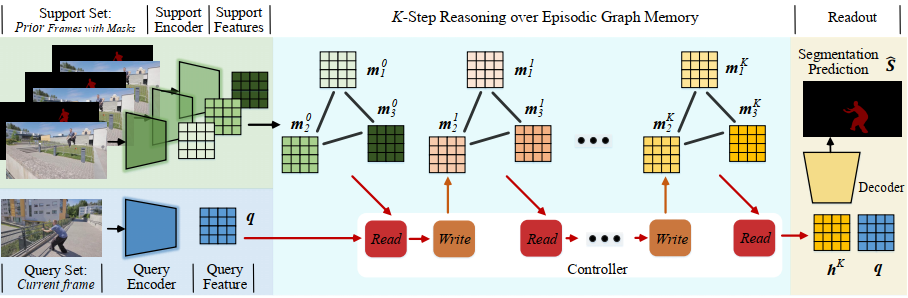 Support Set:
Prior Frames with Masks
Support
Encoder
Support
Features
K-Step Reasoning over Episodic Graph Memory
Readout
m₁⁰
m₂⁰
m₃⁰
m₁¹
m₂¹
m₃¹
m₁ᴷ
m₂ᴷ
m₃ᴷ
Segmentation
Prediction Ŝ
Decoder
q
Read
Write
Read
Write
Read
Controller
hᴷ
q
Query Set:
Current frame
Query
Encoder
Query
Feature